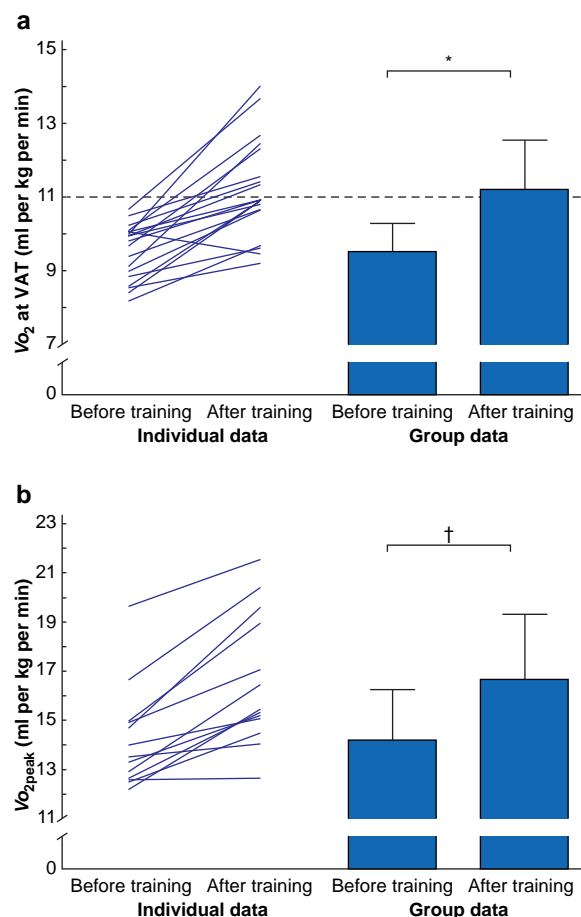 a
15
13
11
9
7
0
Vo2 at VAT (ml per kg per min)
*
Before training After training Before training After training
Individual data Group data
b
23
21
19
17
15
13
11
0
Vo2peak (ml per kg per min)
†
Before training After training Before training After training
Individual data Group data